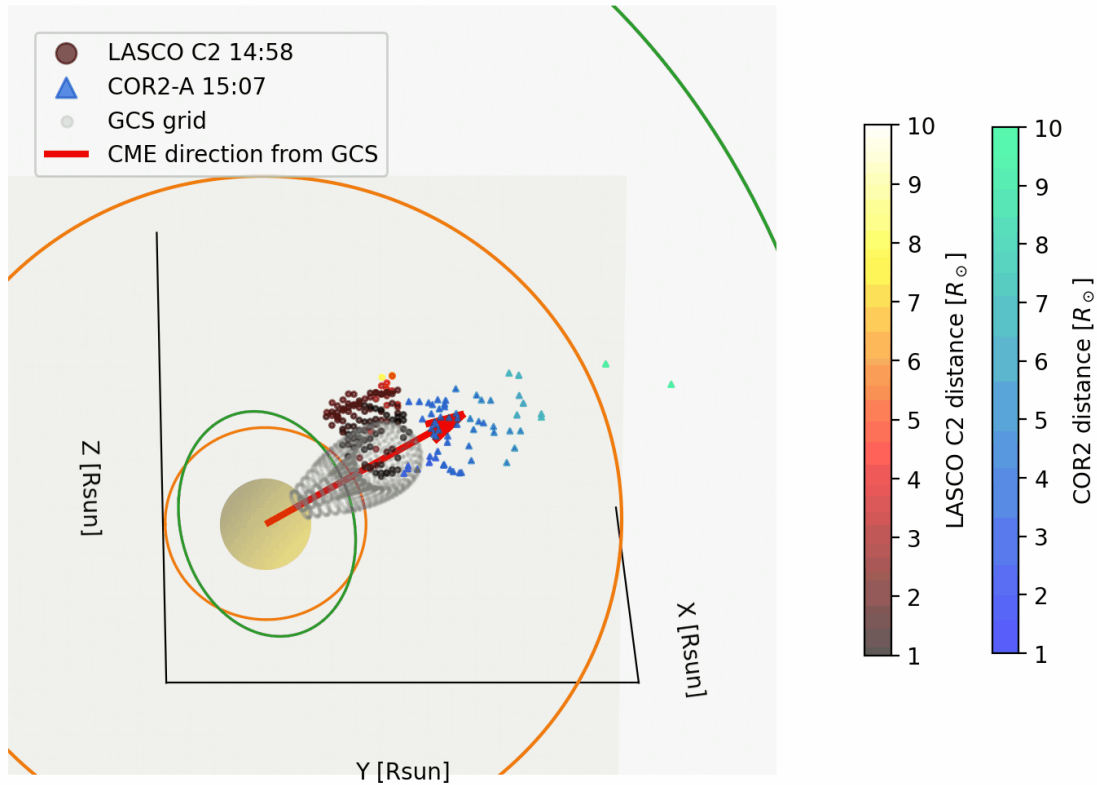 LASCO C2 14:58
COR2-A 15:07
GCS grid
CME direction from GCS
Z [Rsun]
X [Rsun]
Y [Rsun]
10
9
8
7
6
5
4
3
2
1
LASCO C2 distance [R⊙]
10
9
8
7
6
5
4
3
2
1
COR2 distance [R⊙]